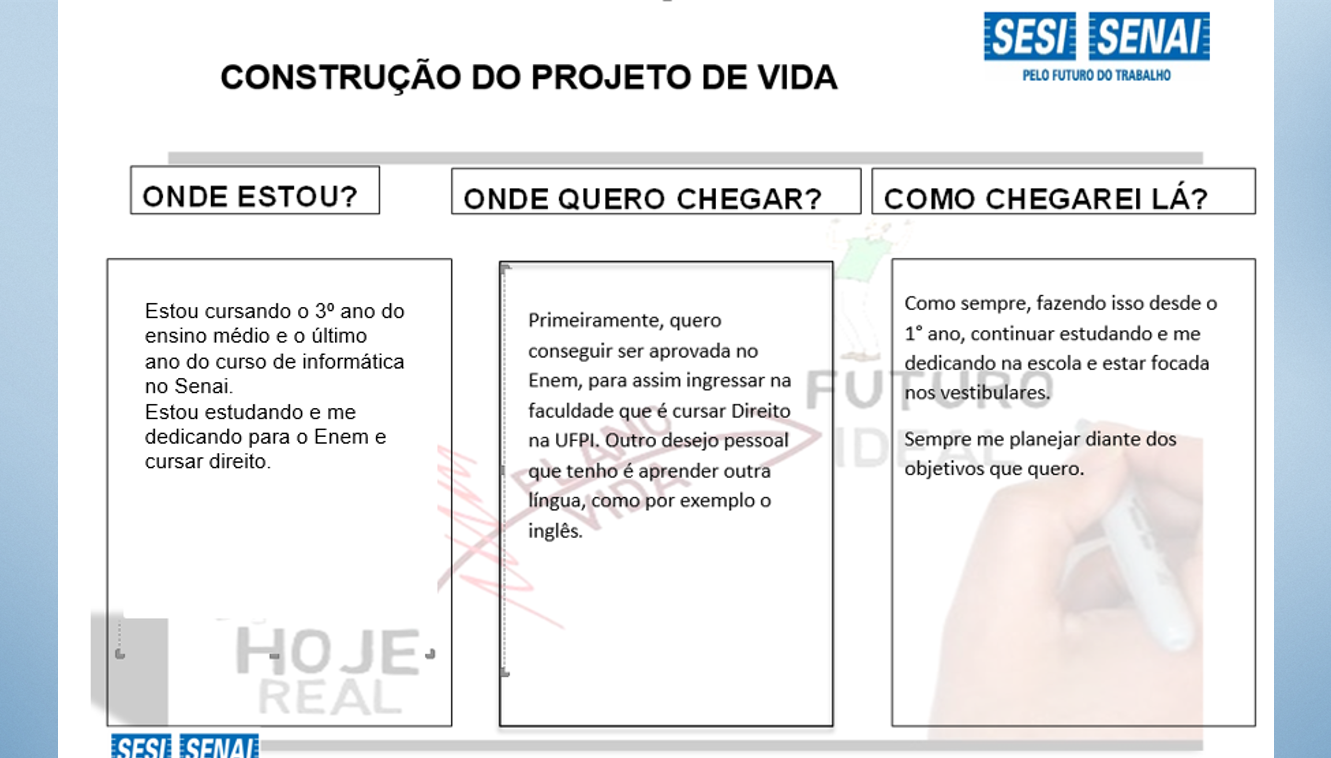 SESI SENAI
PELO FUTURO DO TRABALHO
CONSTRUÇÃO DO PROJETO DE VIDA
ONDE ESTOU?
ONDE QUERO CHEGAR?
COMO CHEGAREI LÁ?
Estou cursando o 3º ano do
ensino médio e o último
ano do curso de informática
no Senai.
Estou estudando e me
dedicando para o Enem e
cursar direito.
Primeiramente, quero
conseguir ser aprovada no
Enem, para assim ingressar na
faculdade que é cursar Direito
na UFPI. Outro desejo pessoal
que tenho é aprender outra
língua, como por exemplo o
inglês.
Como sempre, fazendo isso desde o
1° ano, continuar estudando e me
dedicando na escola e estar focada
nos vestibulares.
Sempre me planejar diante dos
objetivos que quero.
FUTURO
IDEAL
PLANO
VIDA
HOJE
REAL
SESI SENAI